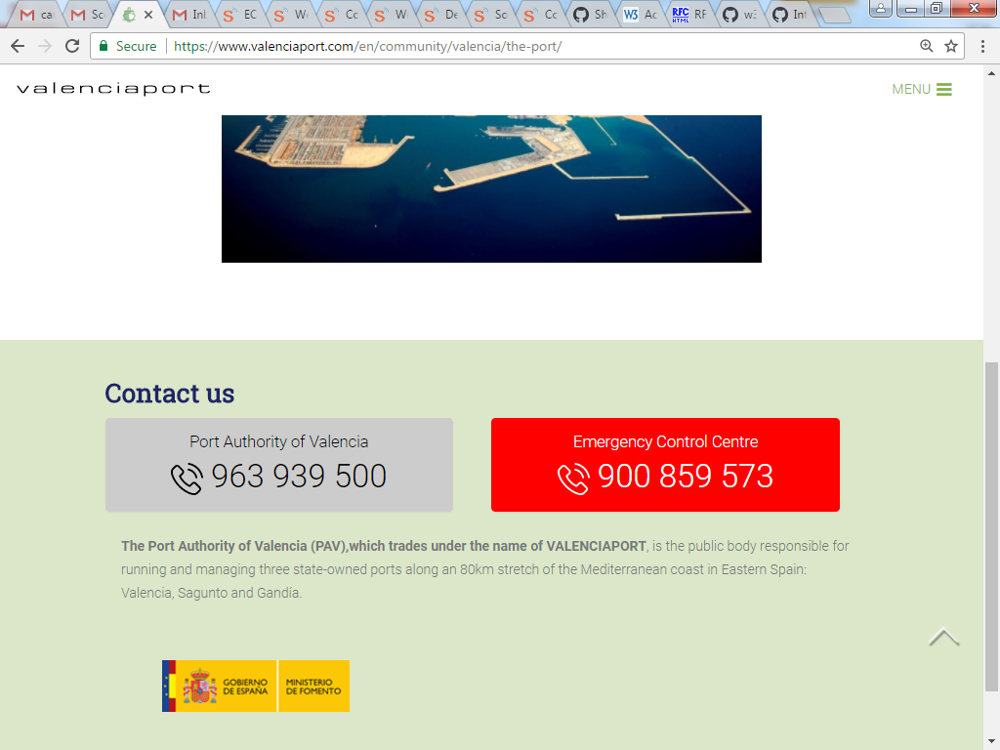 ca
Sc
Inl
EC
W
Cc
W
De
So
Cc
Sh
Ac
RF
w3
Int
Secure
https://www.valenciaport.com/en/community/valencia/the-port/
valenciaport
MENU
Contact us
Port Authority of Valencia
963 939 500
Emergency Control Centre
900 859 573
The Port Authority of Valencia (PAV),which trades under the name of VALENCIAPORT, is the public body responsible for
running and managing three state-owned ports along an 80km stretch of the Mediterranean coast in Eastern Spain:
Valencia, Sagunto and Gandía.
GOBIERNO
DE ESPAÑA
MINISTERIO
DE FOMENTO